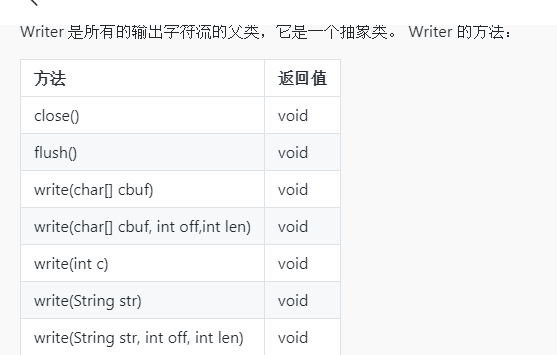 Writer 是所有的输出字符流的父类，它是一个抽象类。 Writer 的方法：
方法 返回值
close() void
flush() void
write(char[] cbuf) void
write(char[] cbuf, int off,int len) void
write(int c) void
write(String str) void
write(String str, int off, int len) void